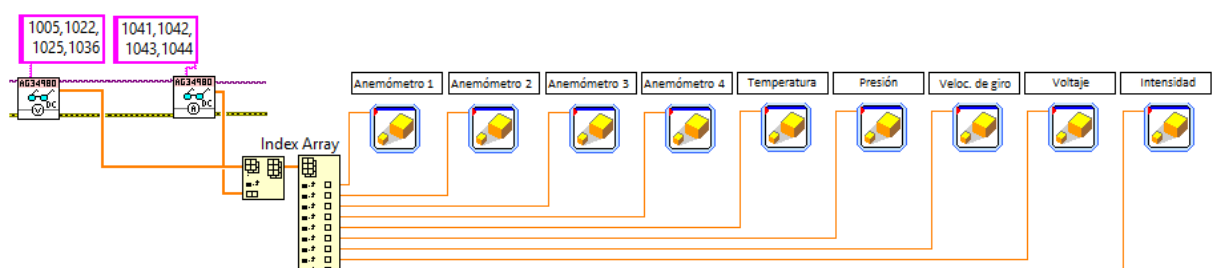 1005,1022,
1025,1036
1041,1042,
1043,1044
AG34980
DC
V
AG34980
DC
A
Anemómetro 1
Anemómetro 2
Anemómetro 3
Anemómetro 4
Temperatura
Presión
Veloc. de giro
Voltaje
Intensidad
Index Array